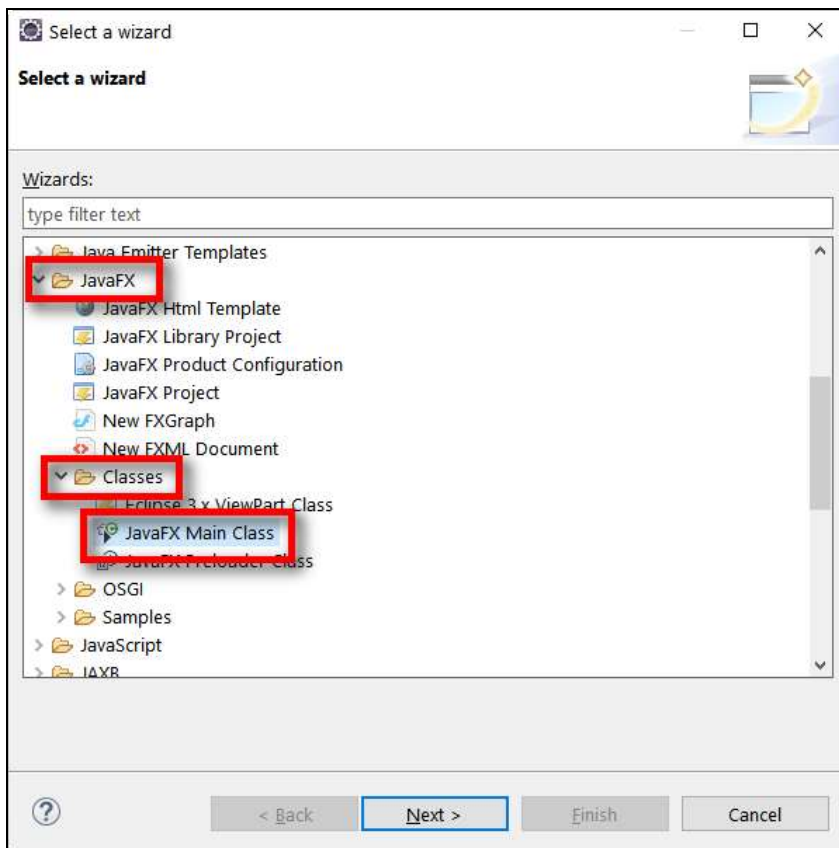 Select a wizard
Select a wizard
Wizards:
type filter text
Java Emitter Templates
JavaFX
JavaFX Html Template
JavaFX Library Project
JavaFX Product Configuration
JavaFX Project
New FXGraph
New FXML Document
Classes
Eclipse 3.x ViewPart Class
JavaFX Main Class
JavaFX Preloader Class
OSGI
Samples
JavaScript
JAXB
< Back Next > Finish Cancel